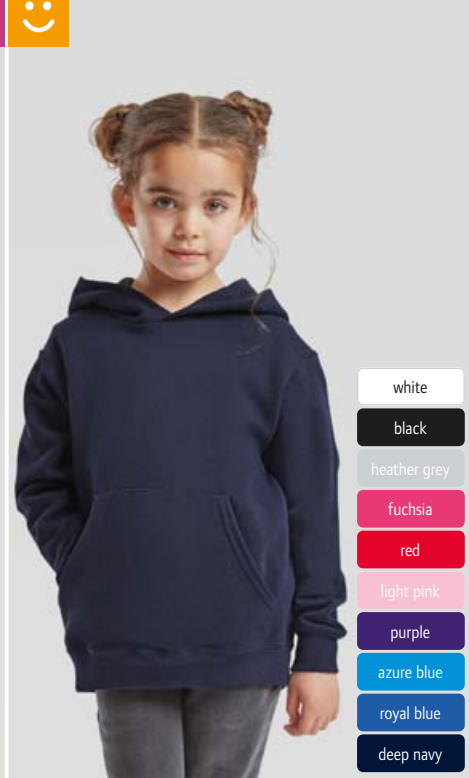 white
black
heather grey
fuchsia
red
light pink
purple
azure blue
royal blue
deep navy